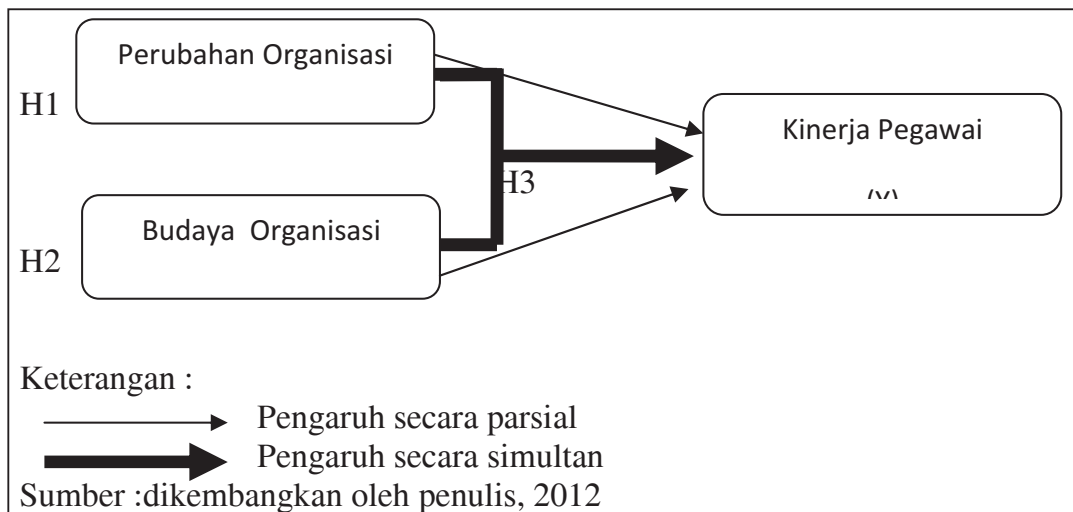 Perubahan Organisasi
H1
Kinerja Pegawai
H3
Budaya Organisasi
H2
Keterangan :
Pengaruh secara parsial
Pengaruh secara simultan
Sumber :dikembangkan oleh penulis, 2012